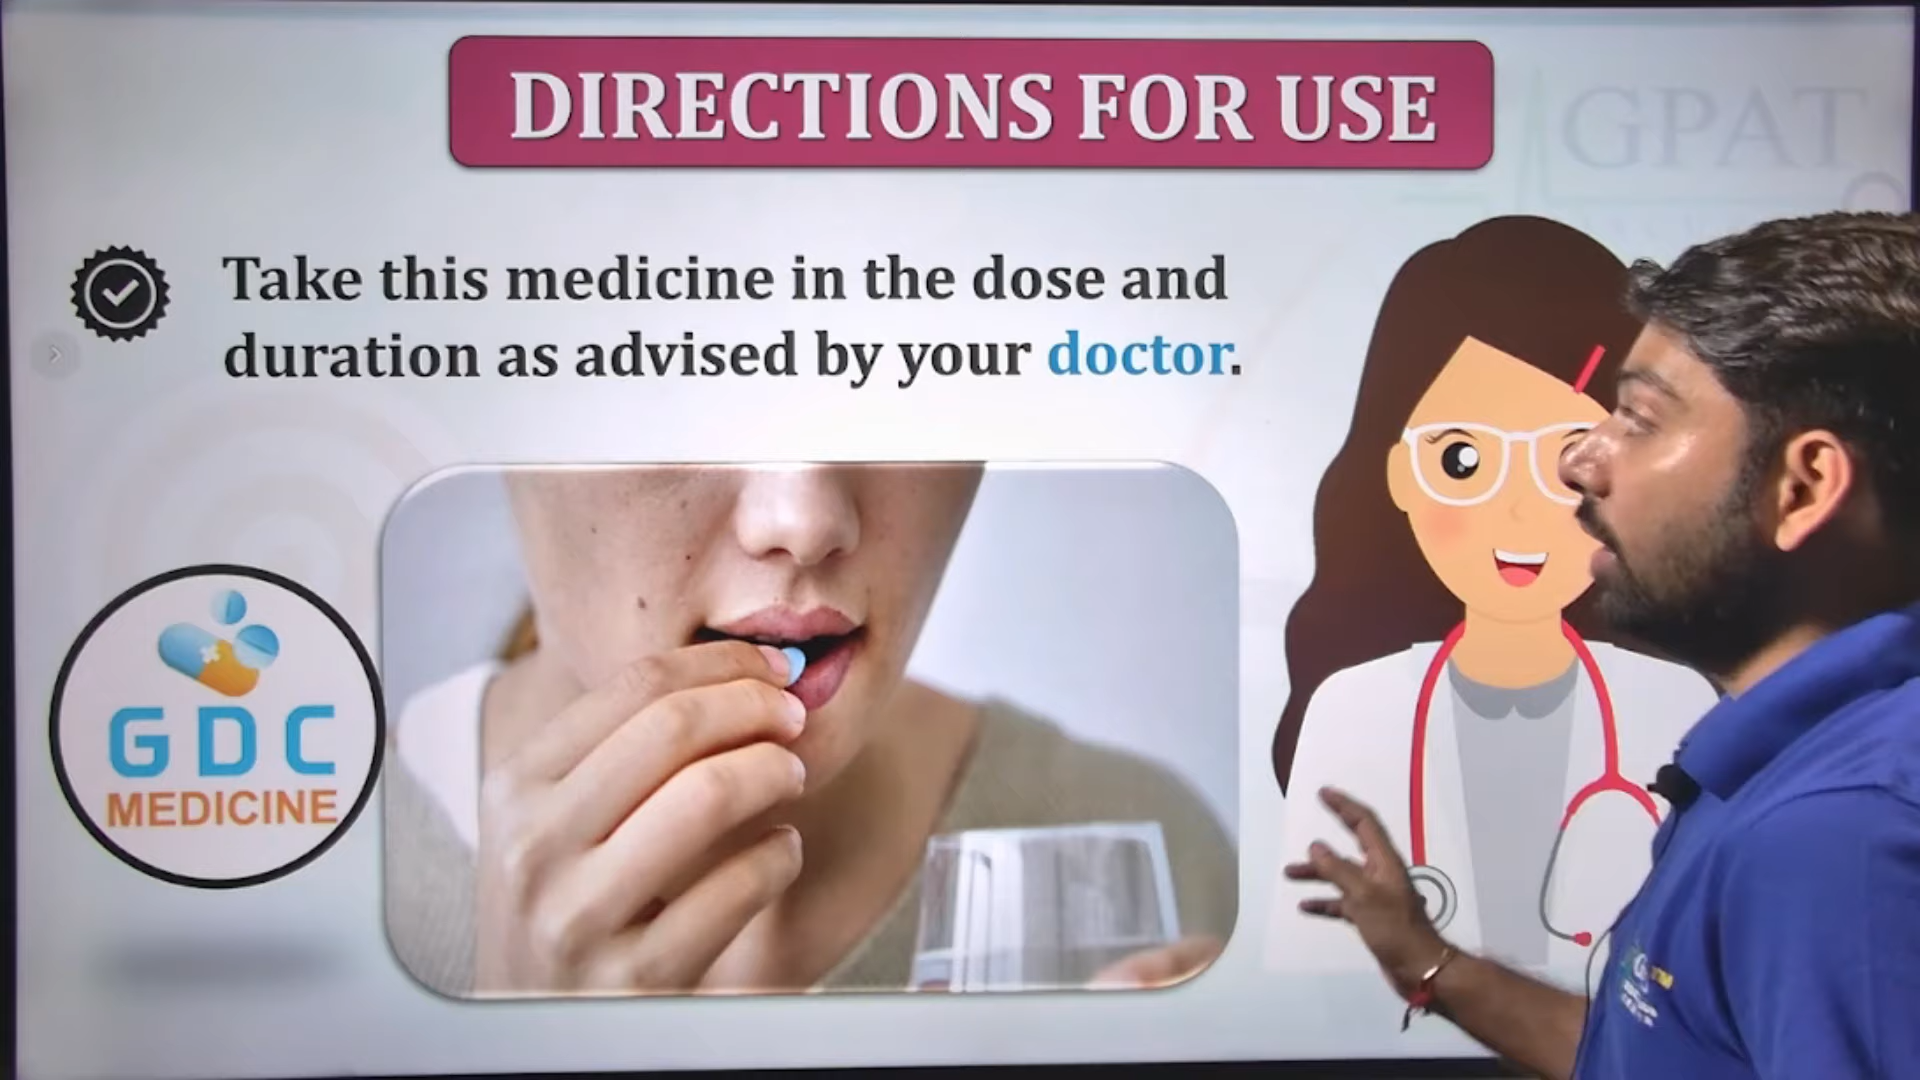 DIRECTIONS FOR USE
GPAT
Take this medicine in the dose and
duration as advised by your doctor.
GDC
MEDICINE